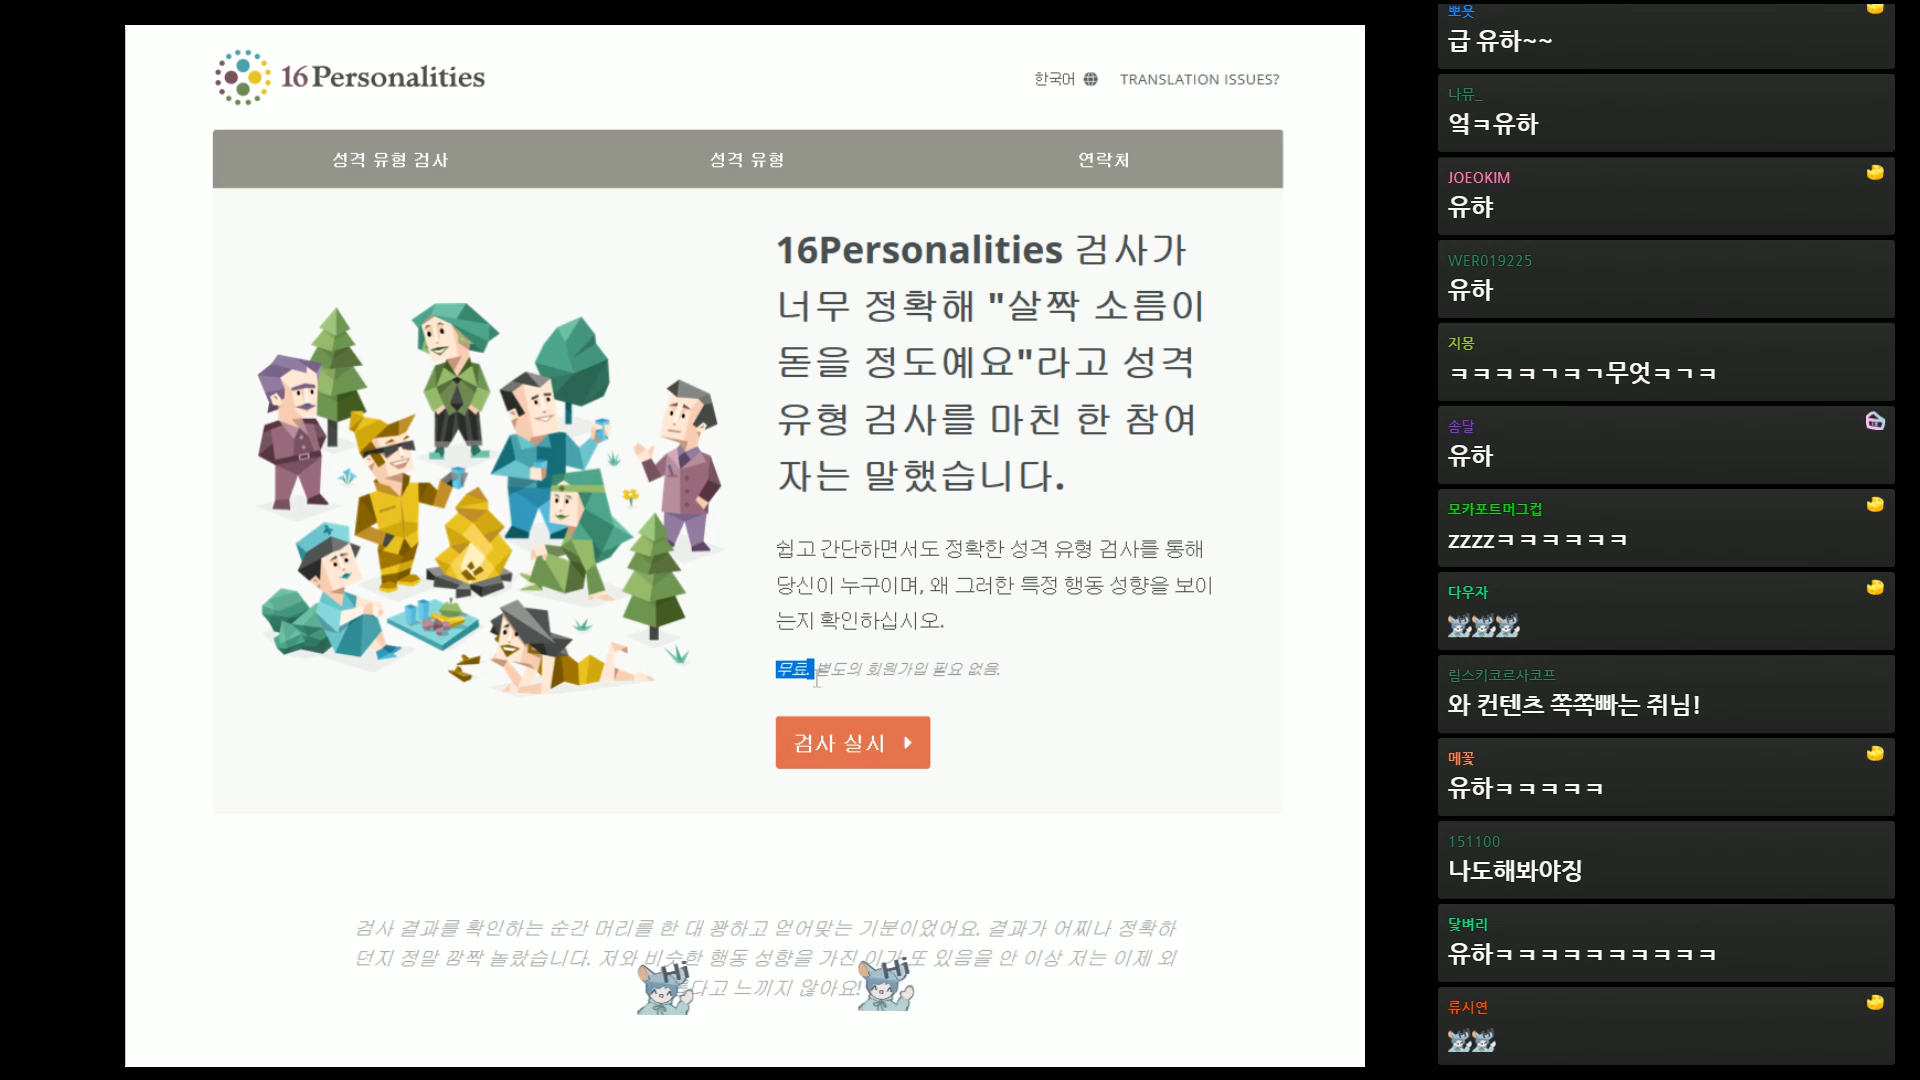 16Personalities
한국어
TRANSLATION ISSUES?
성격 유형 검사
성격 유형
연락처
16Personalities 검사가
너무 정확해 "살짝 소름이
돋을 정도예요"라고 성격
유형 검사를 마친 한 참여
자는 말했습니다.
쉽고 간단하면서도 정확한 성격 유형 검사를 통해
당신이 누구이며, 왜 그러한 특정 행동 성향을 보이
는지 확인하십시오.
무료. 별도의 회원가입 필요 없음.
검사 실시
검사 결과를 확인하는 순간 머리를 한 대 꽝하고 얻어맞는 기분이었어요. 결과가 어찌나 정확하
던지 정말 깜짝 놀랐습니다. 저와 비슷한 행동 성향을 가진 이가 또 있음을 안 이상 저는 이제 외
다고 느끼지 않아요!
Hi
Hi
뽀욧
급 유하~~
나뮤_
엌ㅋ유하
JOEOKIM
유햐
WER019225
유하
지몽
ㅋㅋㅋㅋㄱㅋㄱ무엇ㅋㄱㅋ
송달
유하
모카포트머그컵
zzzzㅋㅋㅋㅋㅋㅋ
다우자
림스키코르사코프
와 컨텐츠 쪽쪽빠는 쥐님!
메꽃
유하ㅋㅋㅋㅋㅋ
151100
나도해봐야징
닻벼리
유하ㅋㅋㅋㅋㅋㅋㅋㅋㅋㅋ
류시연